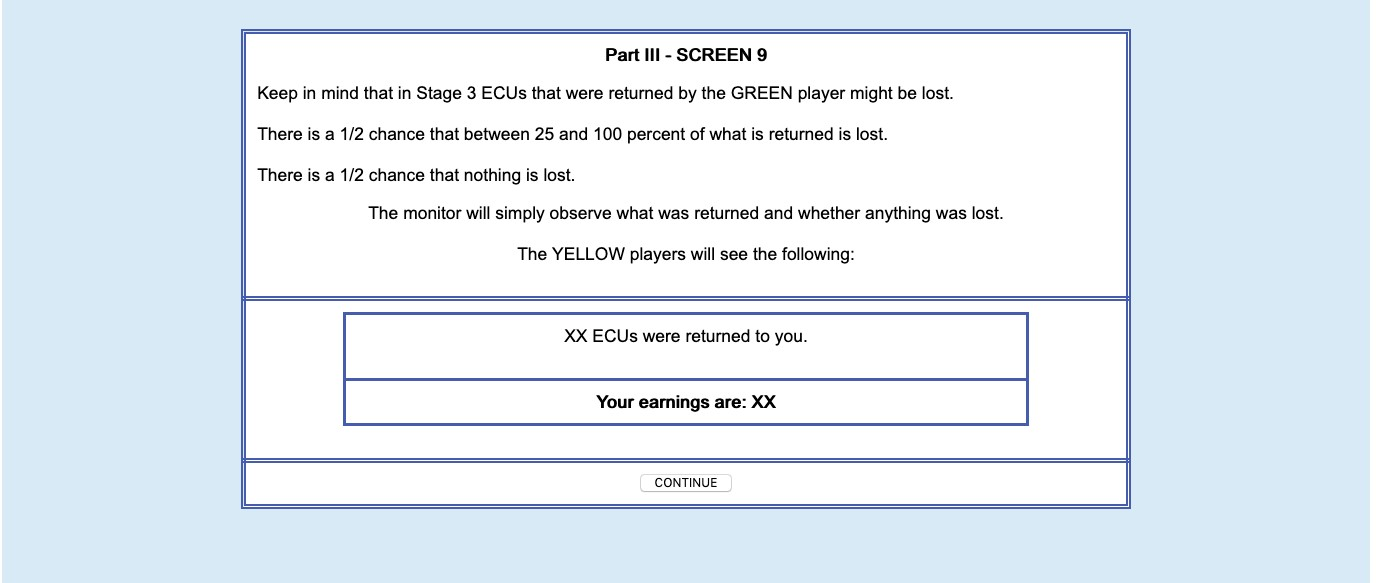 Part III - SCREEN 9
Keep in mind that in Stage 3 ECUs that were returned by the GREEN player might be lost.
There is a 1/2 chance that between 25 and 100 percent of what is returned is lost.
There is a 1/2 chance that nothing is lost.
The monitor will simply observe what was returned and whether anything was lost.
The YELLOW players will see the following:
XX ECUs were returned to you.
Your earnings are: XX
CONTINUE